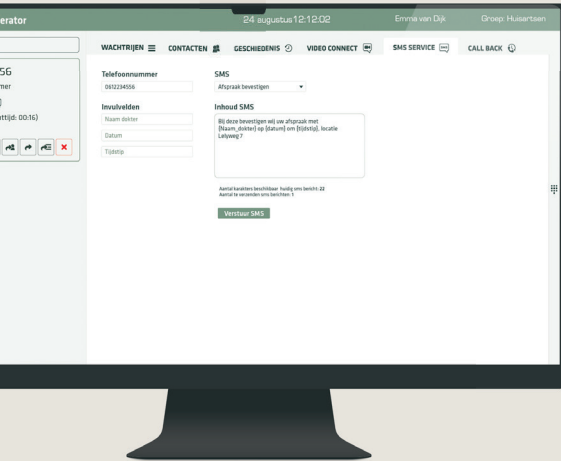 erator
24 augustus 12:12:02
Emma van Dijk
Groep: Huisartsen
WACHTRIJEN
CONTACTEN
GESCHIEDENIS
VIDEO CONNECT
SMS SERVICE
CALL BACK
56
mer
ttijd: 00:16)
Telefoonnummer
0612234556
Invulvelden
Naam dokter
Datum
Tijdstip
SMS
Afspraak bevestigen
Inhoud SMS
Bij deze bevestigen wij uw afspraak met
{Naam_dokter} op {datum} om {tijdstip}, locatie
Lelyweg ?
Aantal karakters beschikbaar huidig sms bericht: 22
Aantal te verzenden sms berichten: 1
Verstuur SMS